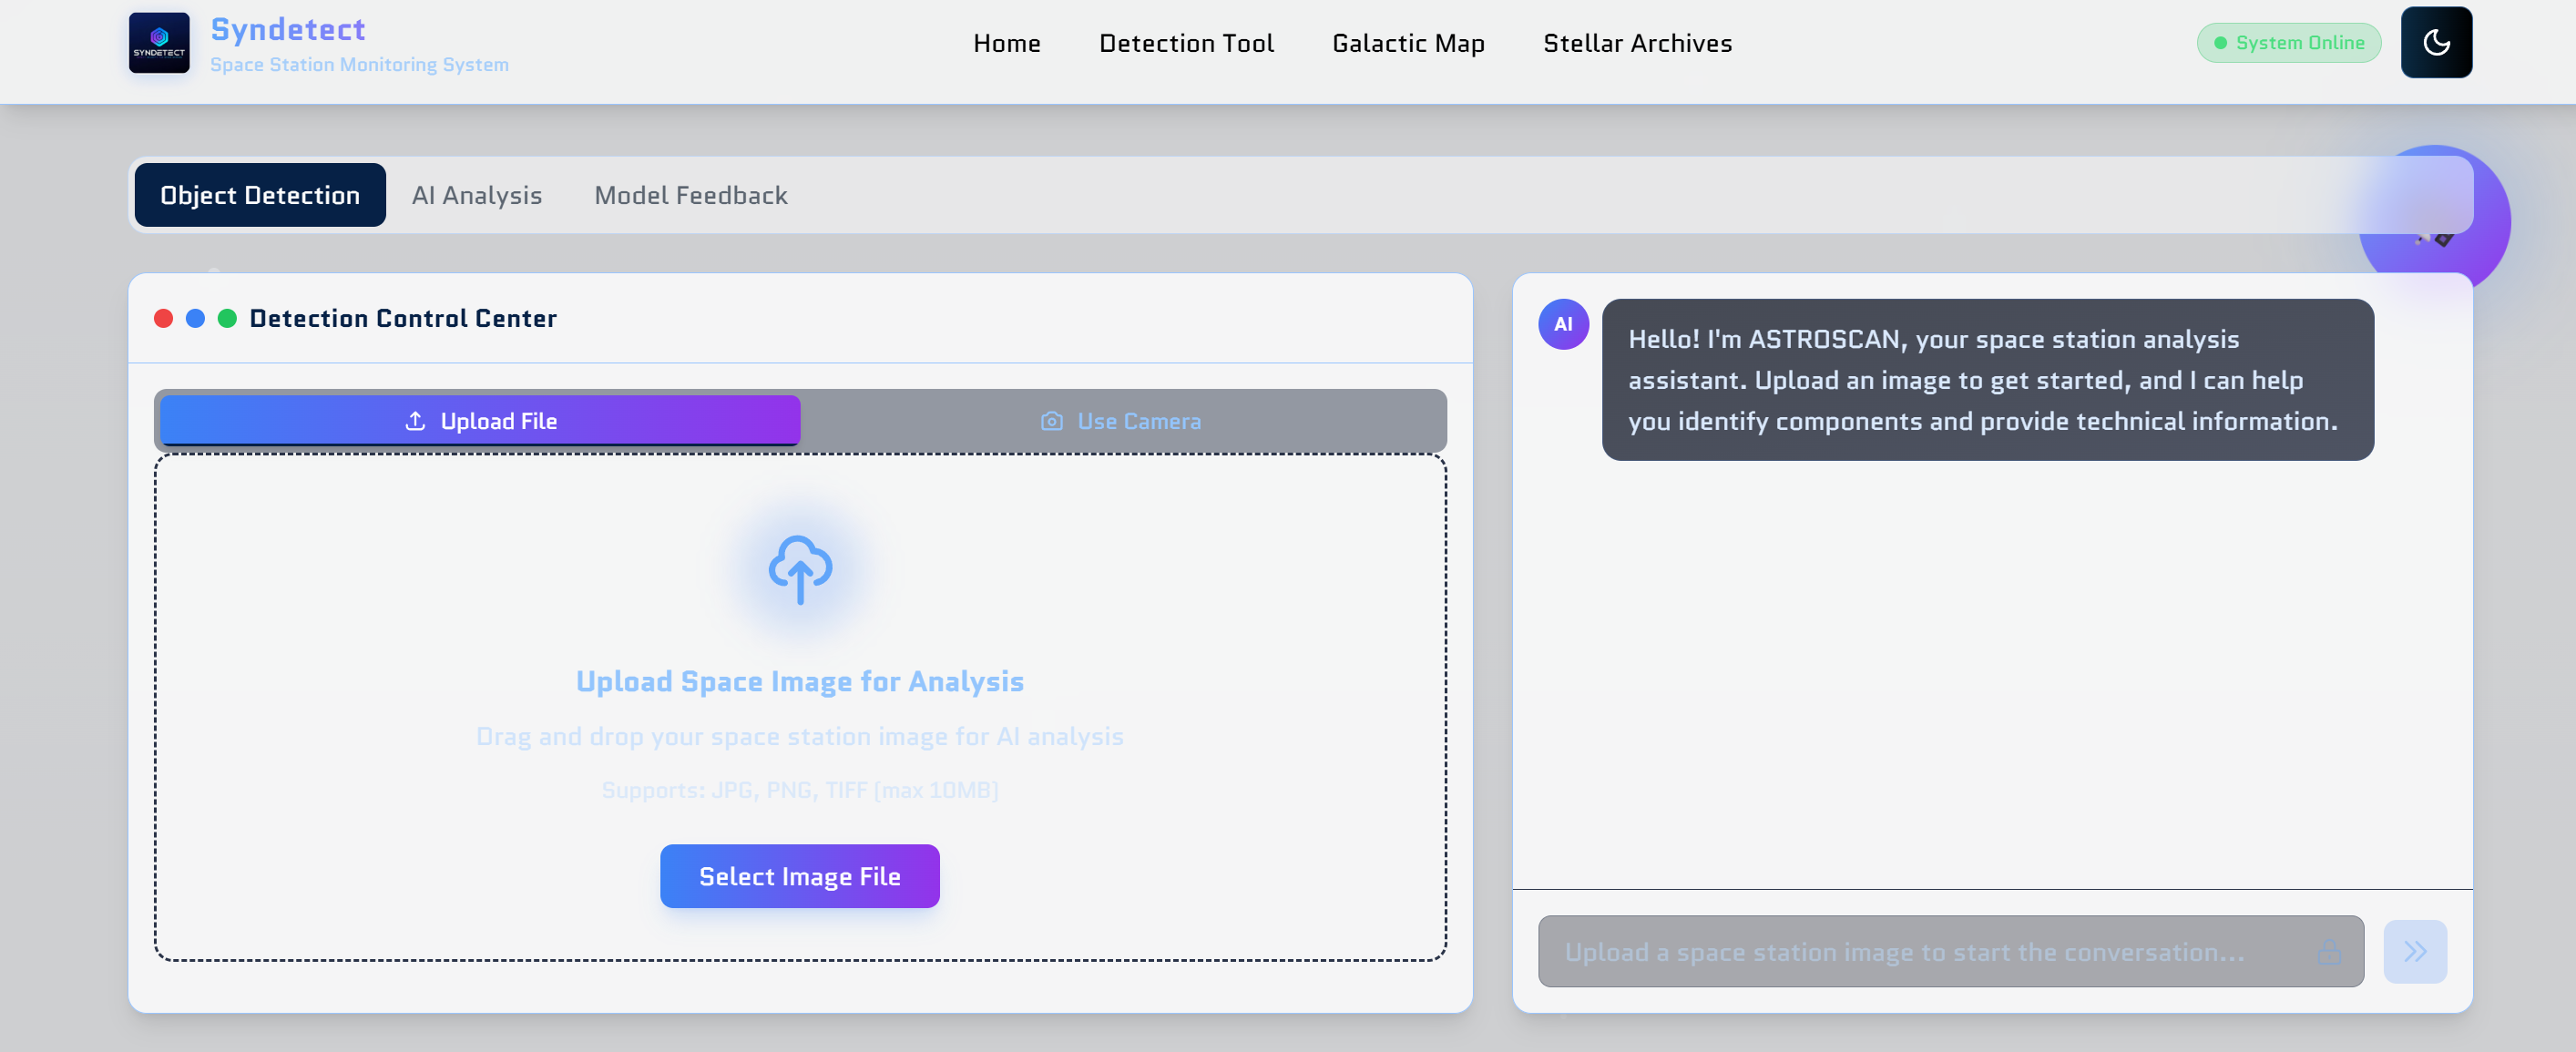 SYNDETECT
Syndetect
Space Station Monitoring System
Home
Detection Tool
Galactic Map
Stellar Archives
System Online
Object Detection
AI Analysis
Model Feedback
Detection Control Center
Upload File
Use Camera
Upload Space Image for Analysis
Drag and drop your space station image for AI analysis
Supports: JPG, PNG, TIFF (max 10MB)
Select Image File
AI
Hello! I'm ASTROSCAN, your space station analysis
assistant. Upload an image to get started, and I can help
you identify components and provide technical information.
Upload a space station image to start the conversation...